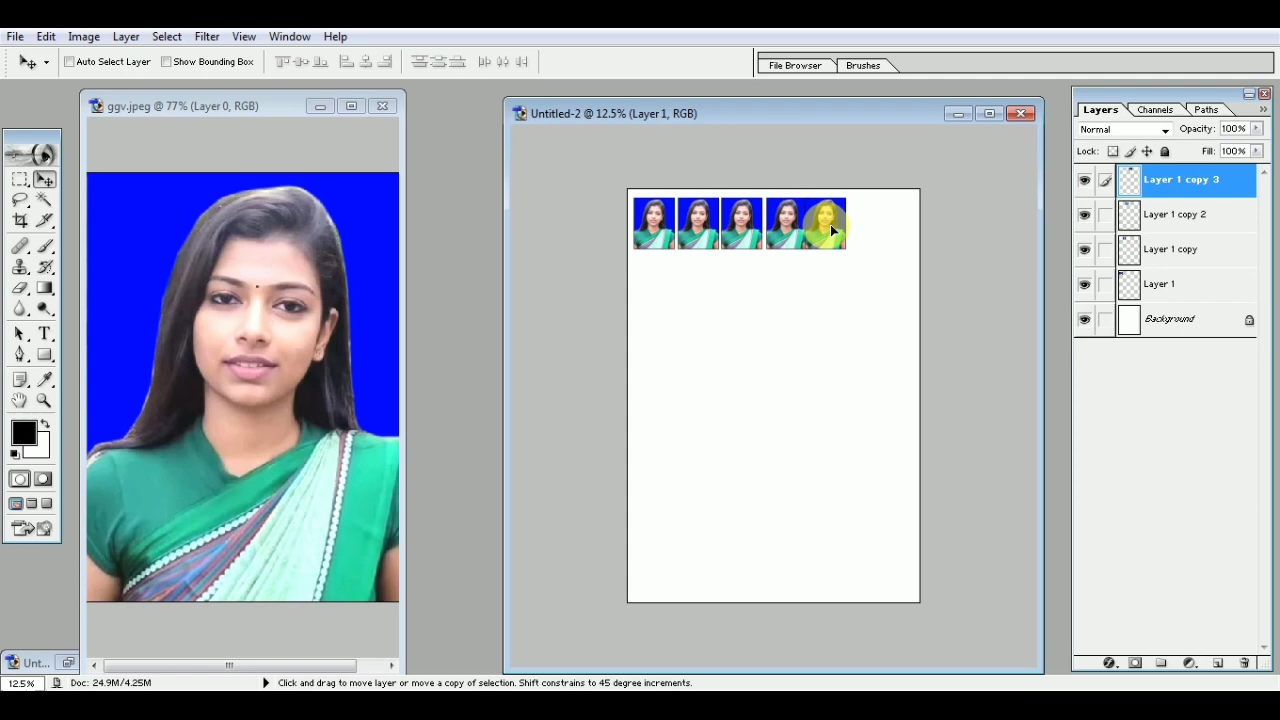 File Edit Image Layer Select Filter View Window Help
Auto Select Layer Show Bounding Box
File Browser Brushes
ggv.jpeg @ 77% (Layer 0, RGB)
Untitled-2 @ 12.5% (Layer 1, RGB)
Layers Channels Paths
Normal Opacity: 100%
Lock: Fill: 100%
Layer 1 copy 3
Layer 1 copy 2
Layer 1 copy
Layer 1
Background
Unt...
12.5% Doc: 24.9M/4.25M Click and drag to move layer or move a copy of selection. Shift constrains to 45 degree increments.